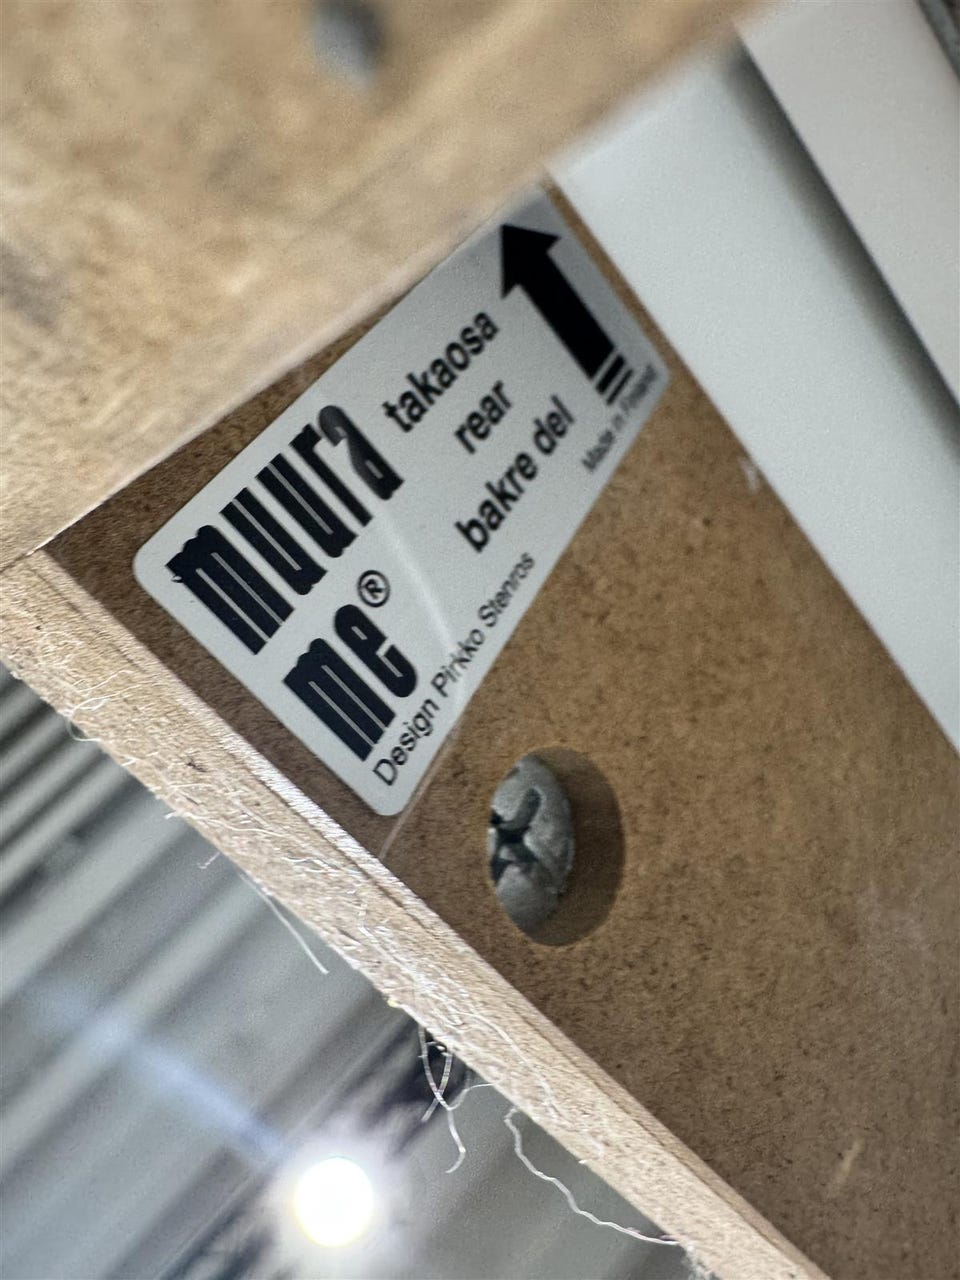 muura
me®
takaosa
rear
bakre del
Design Pirkko Stenros
Made in Finland